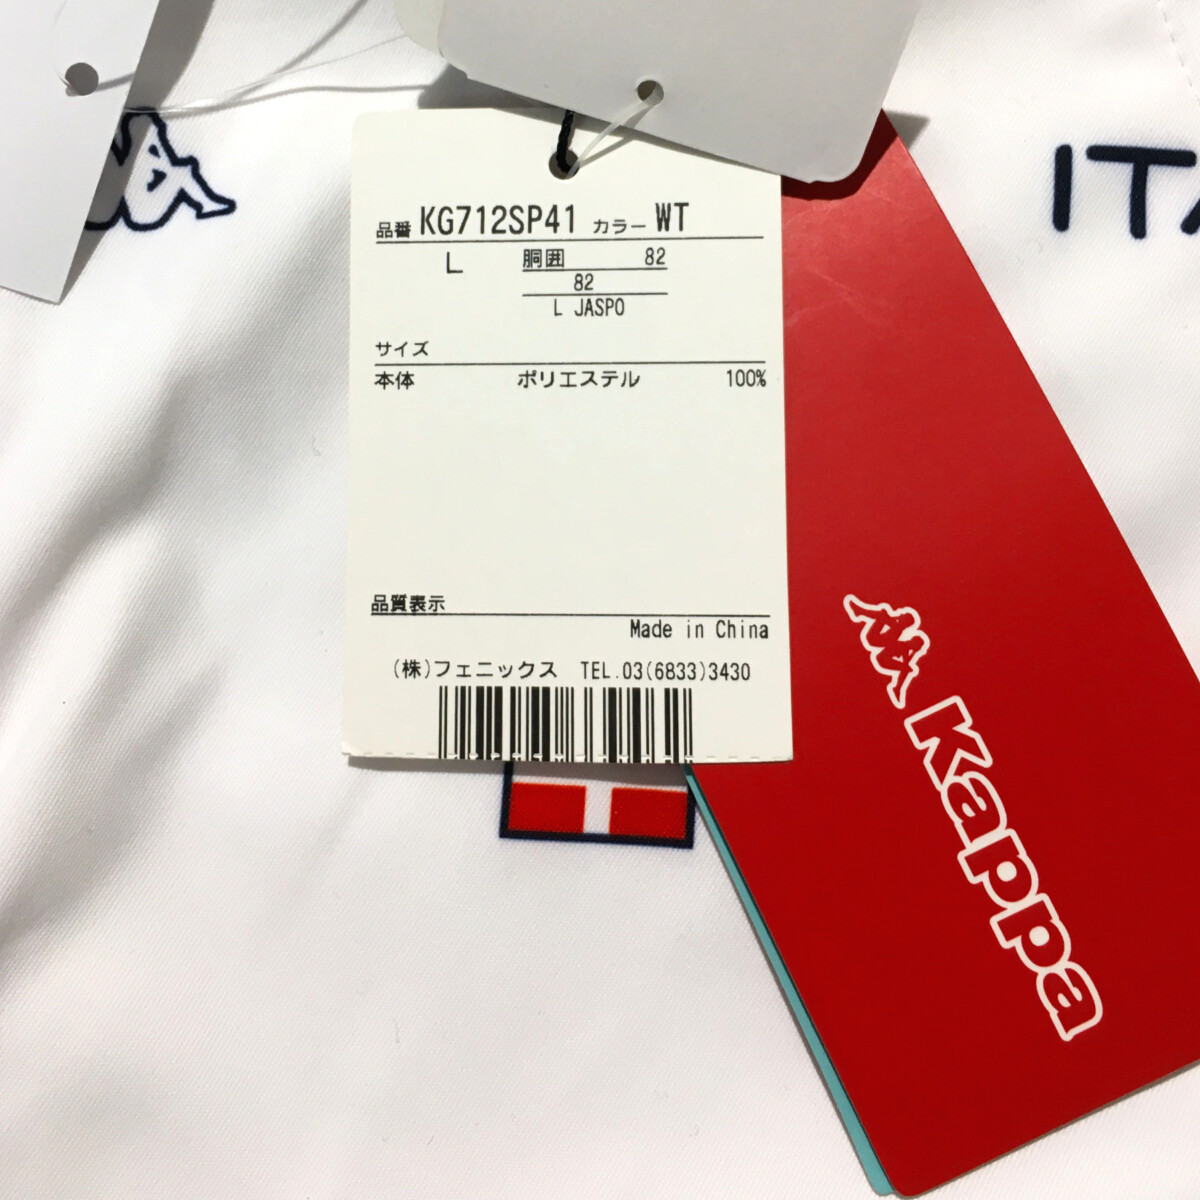 品番 KG712SP41 カラー WT
L 胴囲 82
82
L JASPO
サイズ
本体 ポリエステル 100%
品質表示
Made in China
(株)フェニックス TEL.03(6833)3430
Kappa